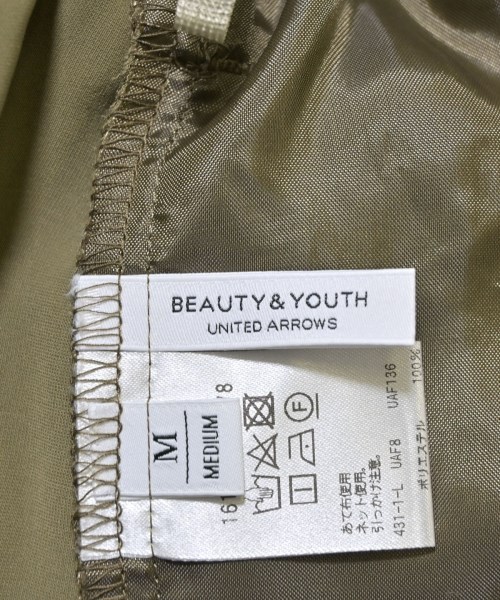 BEAUTY & YOUTH
UNITED ARROWS
M
MEDIUM
F
あて布使用
ネット使用。
引っかけ注意。
431-1-L UAF8 UAF136
ポリエステル 100%